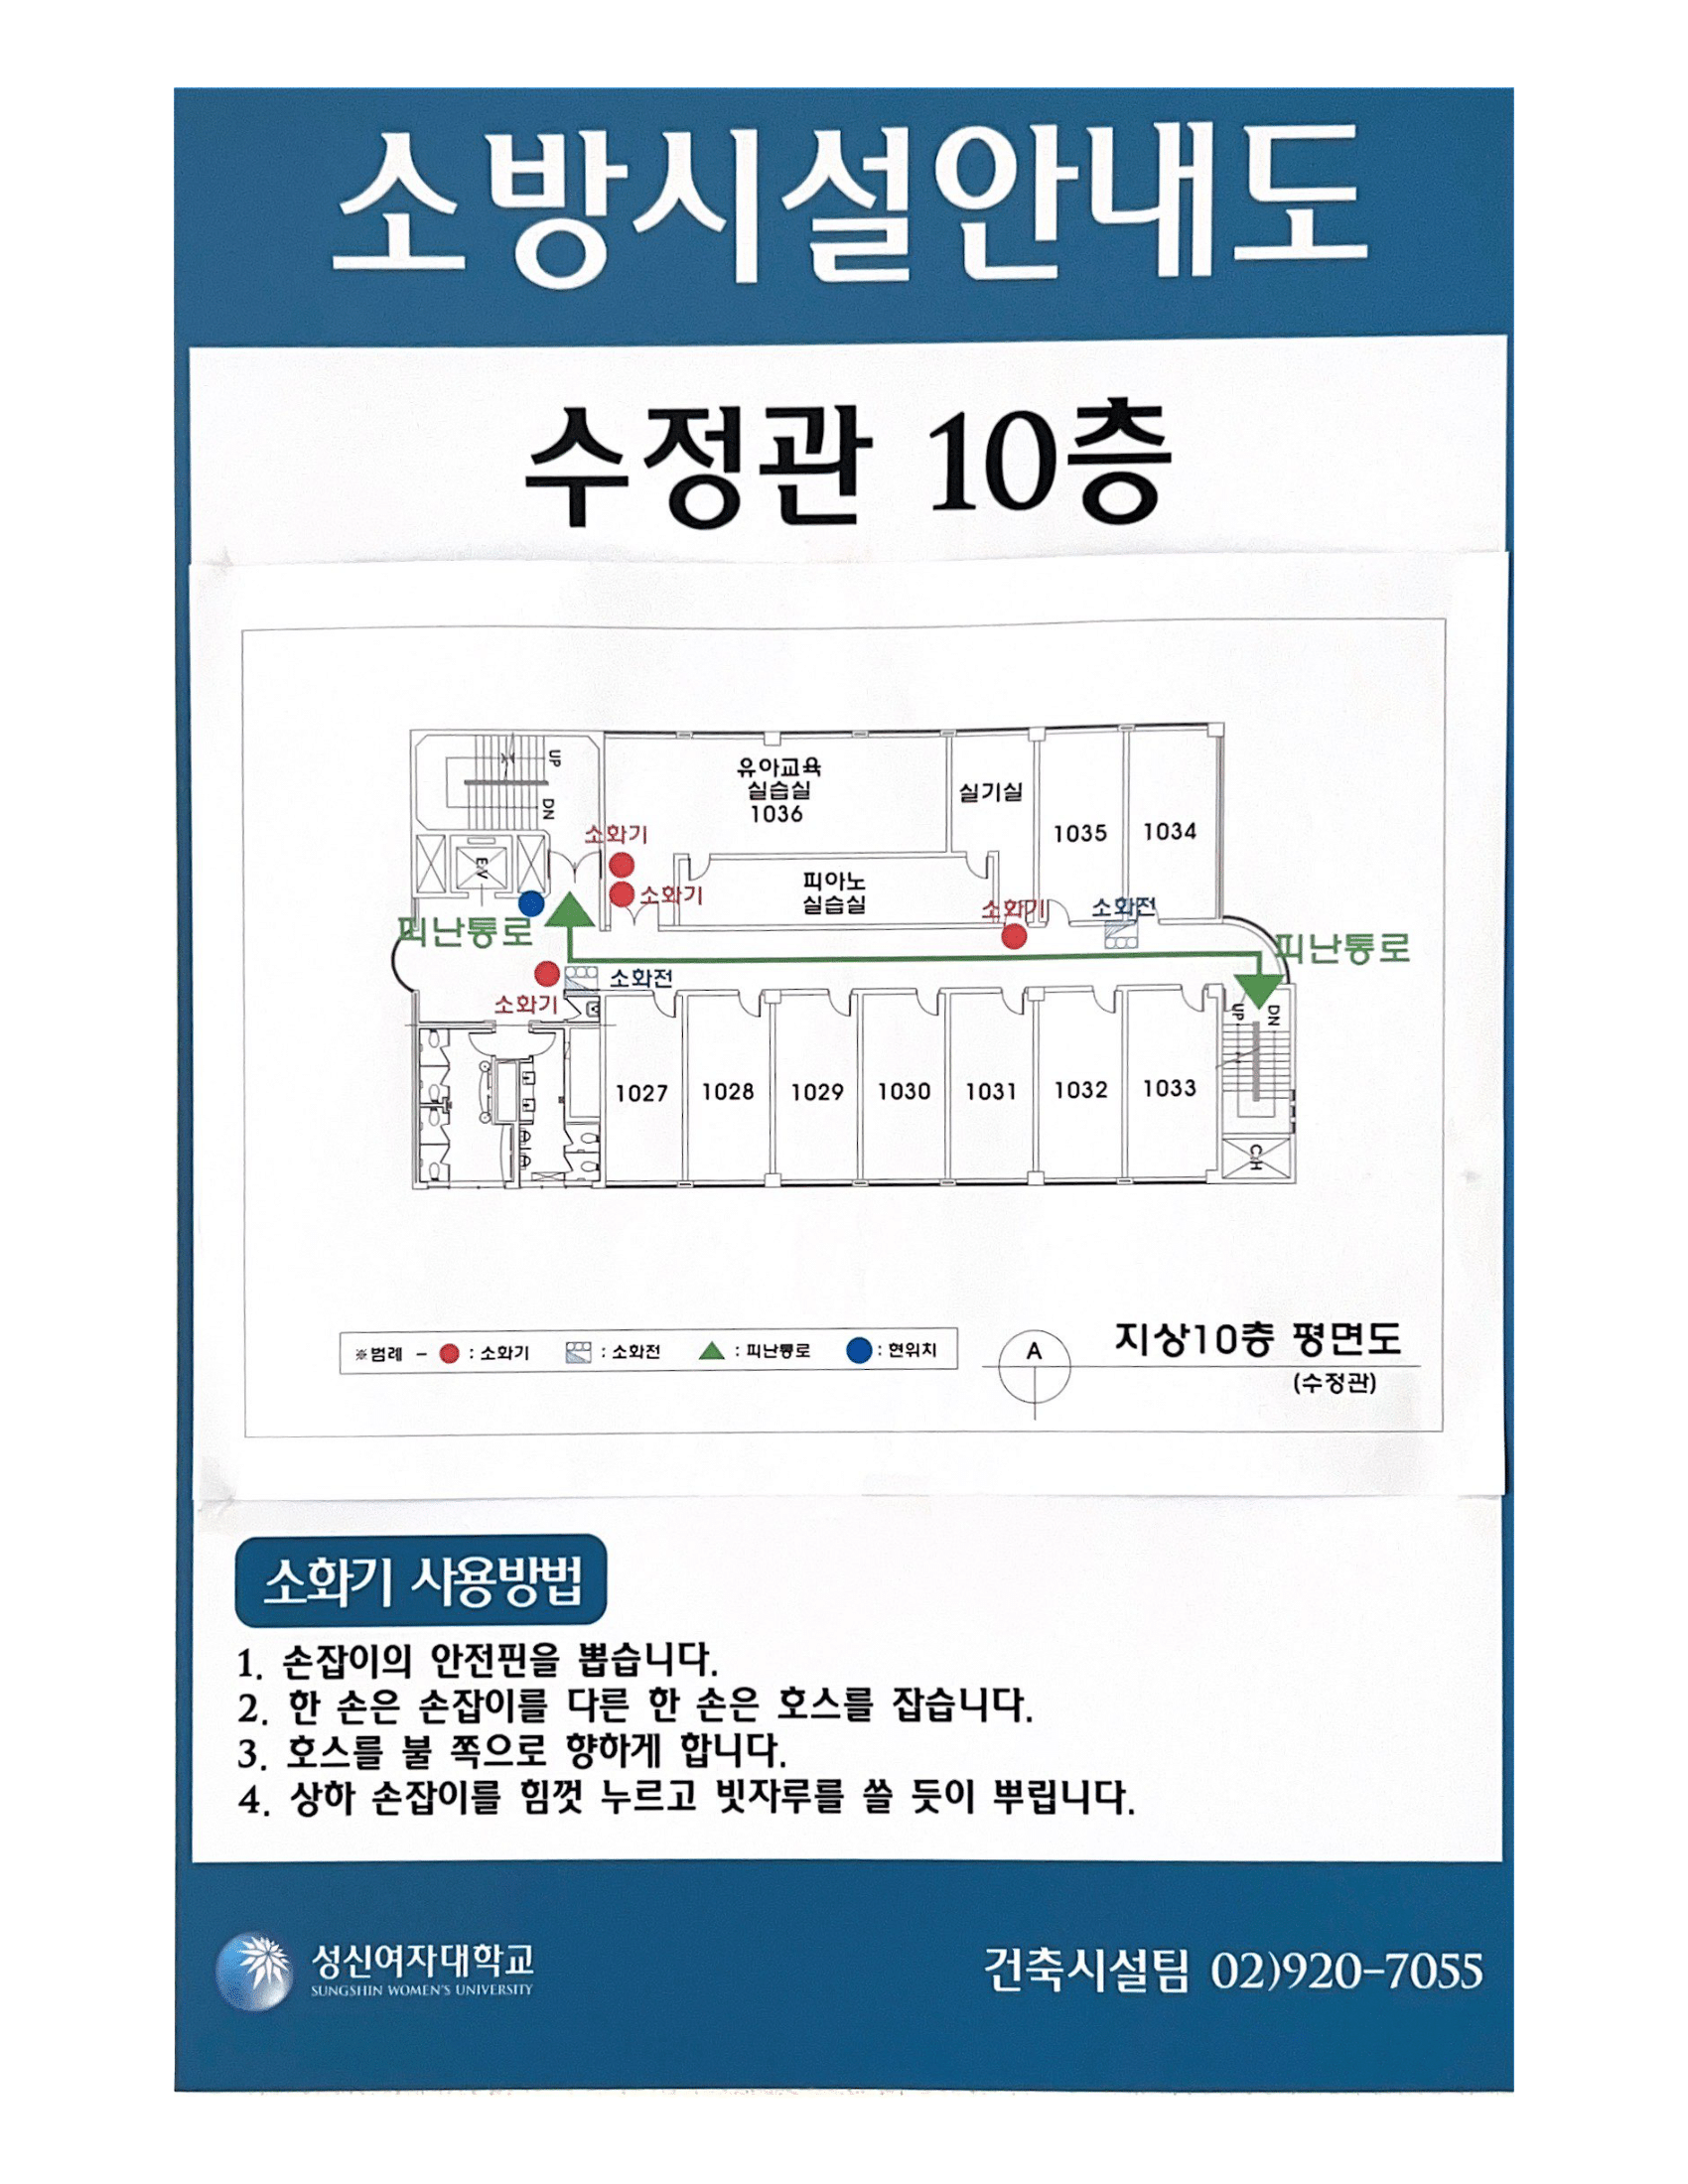 소방시설안내도
수정관 10층
UP
DN
유아교육
실습실
1036
실기실
1035
1034
소화기
E/V
소화기
피아노
실습실
소화기
소화전
피난통로
피난통로
소화전
소화기
UP
DN
1027
1028
1029
1030
1031
1032
1033
C.H
※범례 - : 소화기 : 소화전 : 피난통로 : 현위치
A
지상10층 평면도
(수정관)
소화기 사용방법
1. 손잡이의 안전핀을 뽑습니다.
2. 한 손은 손잡이를 다른 한 손은 호스를 잡습니다.
3. 호스를 불 쪽으로 향하게 합니다.
4. 상하 손잡이를 힘껏 누르고 빗자루를 쓸 듯이 뿌립니다.
성신여자대학교
SUNGSHIN WOMEN'S UNIVERSITY
건축시설팀 02)920-7055